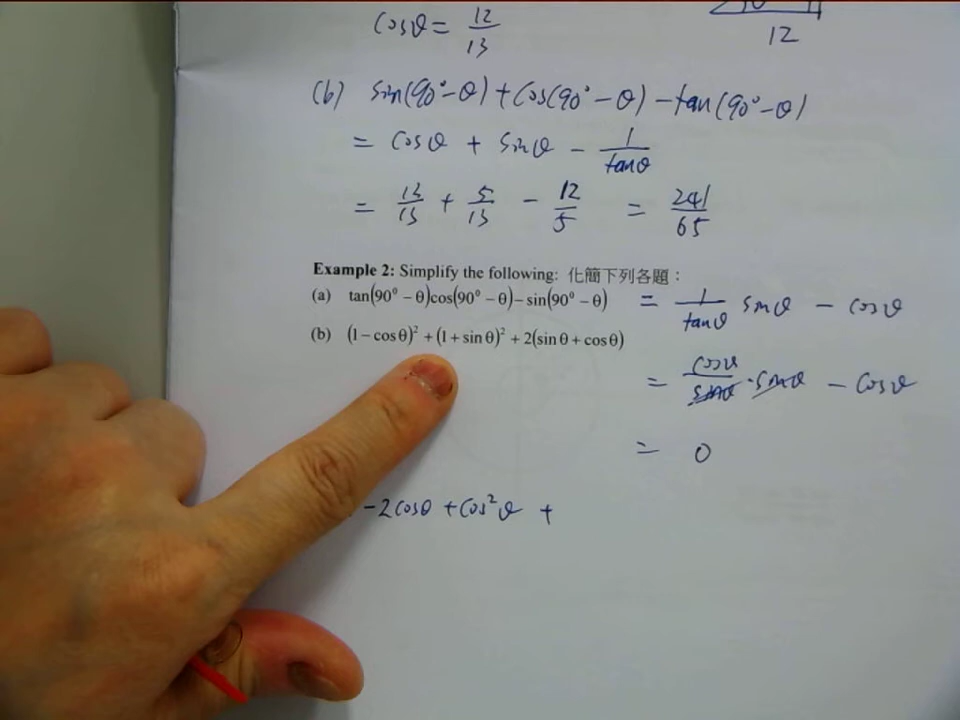 cosθ = 12/13
12
(b) sin(90° - θ) + cos(90° - θ) - tan(90° - θ)
= cosθ + sinθ - 1/tanθ
= 12/13 + 5/13 - 12/5 = 241/65
Example 2: Simplify the following: 化簡下列各題：
(a) tan(90° - θ)cos(90° - θ) - sin(90° - θ) = 1/tanθ sinθ - cosθ
(b) (1 - cosθ)² + (1 + sinθ)² + 2(sinθ + cosθ)
= cosθ/sinθ · sinθ - cosθ
= 0
- 2cosθ + cos²θ +